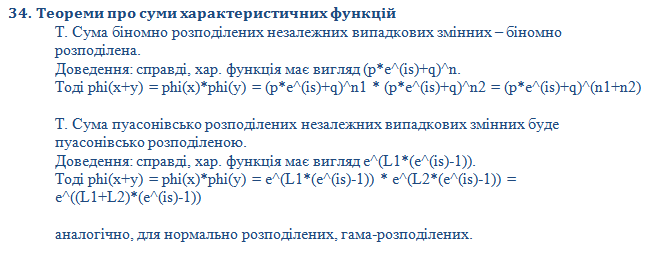 34. Теореми про суми характеристичних функцій
Т. Сума біномно розподілених незалежних випадкових змінних – біномно
розподілена.
Доведення: справді, хар. функція має вигляд (p*e^(is)+q)^n.
Тоді phi(x+y) = phi(x)*phi(y) = (p*e^(is)+q)^n1 * (p*e^(is)+q)^n2 = (p*e^(is)+q)^(n1+n2)
Т. Сума пуасонівсько розподілених незалежних випадкових змінних буде
пуасонівсько розподіленою.
Доведення: справді, хар. функція має вигляд e^(L1*(e^(is)-1)).
Тоді phi(x+y) = phi(x)*phi(y) = e^(L1*(e^(is)-1)) * e^(L2*(e^(is)-1)) =
e^((L1+L2)*(e^(is)-1))
аналогічно, для нормально розподілених, гама-розподілених.